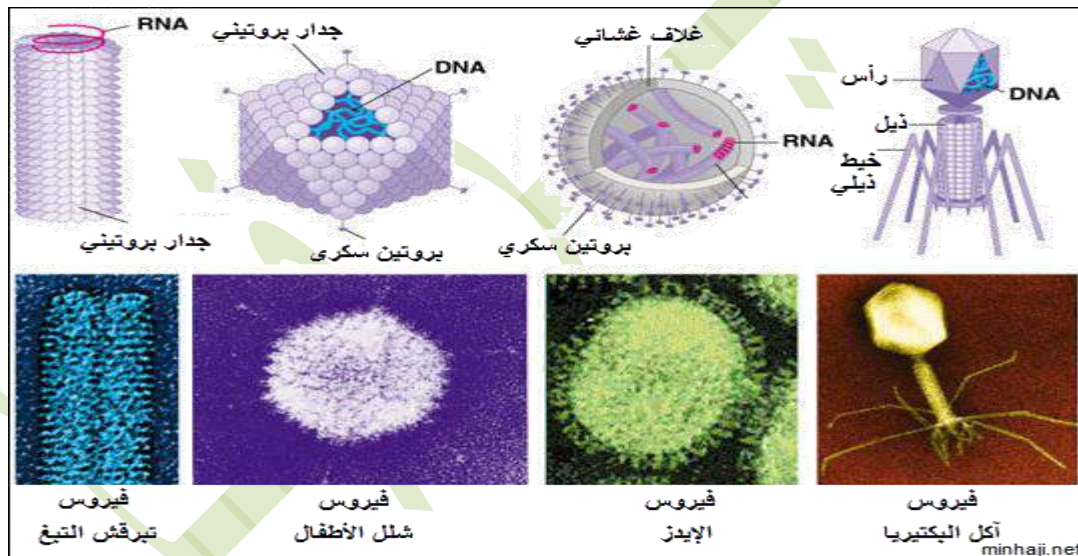 RNA
جدار بروتيني
DNA
غلاف غشائي
رأس
DNA
ذيل
خيط
ذيلي
RNA
جدار بروتيني
بروتين سكري
بروتين سكري
فيروس
تبرقش التبغ
فيروس
شلل الأطفال
فيروس
الإيدز
فيروس
آكل البكتيريا
minhaji.net